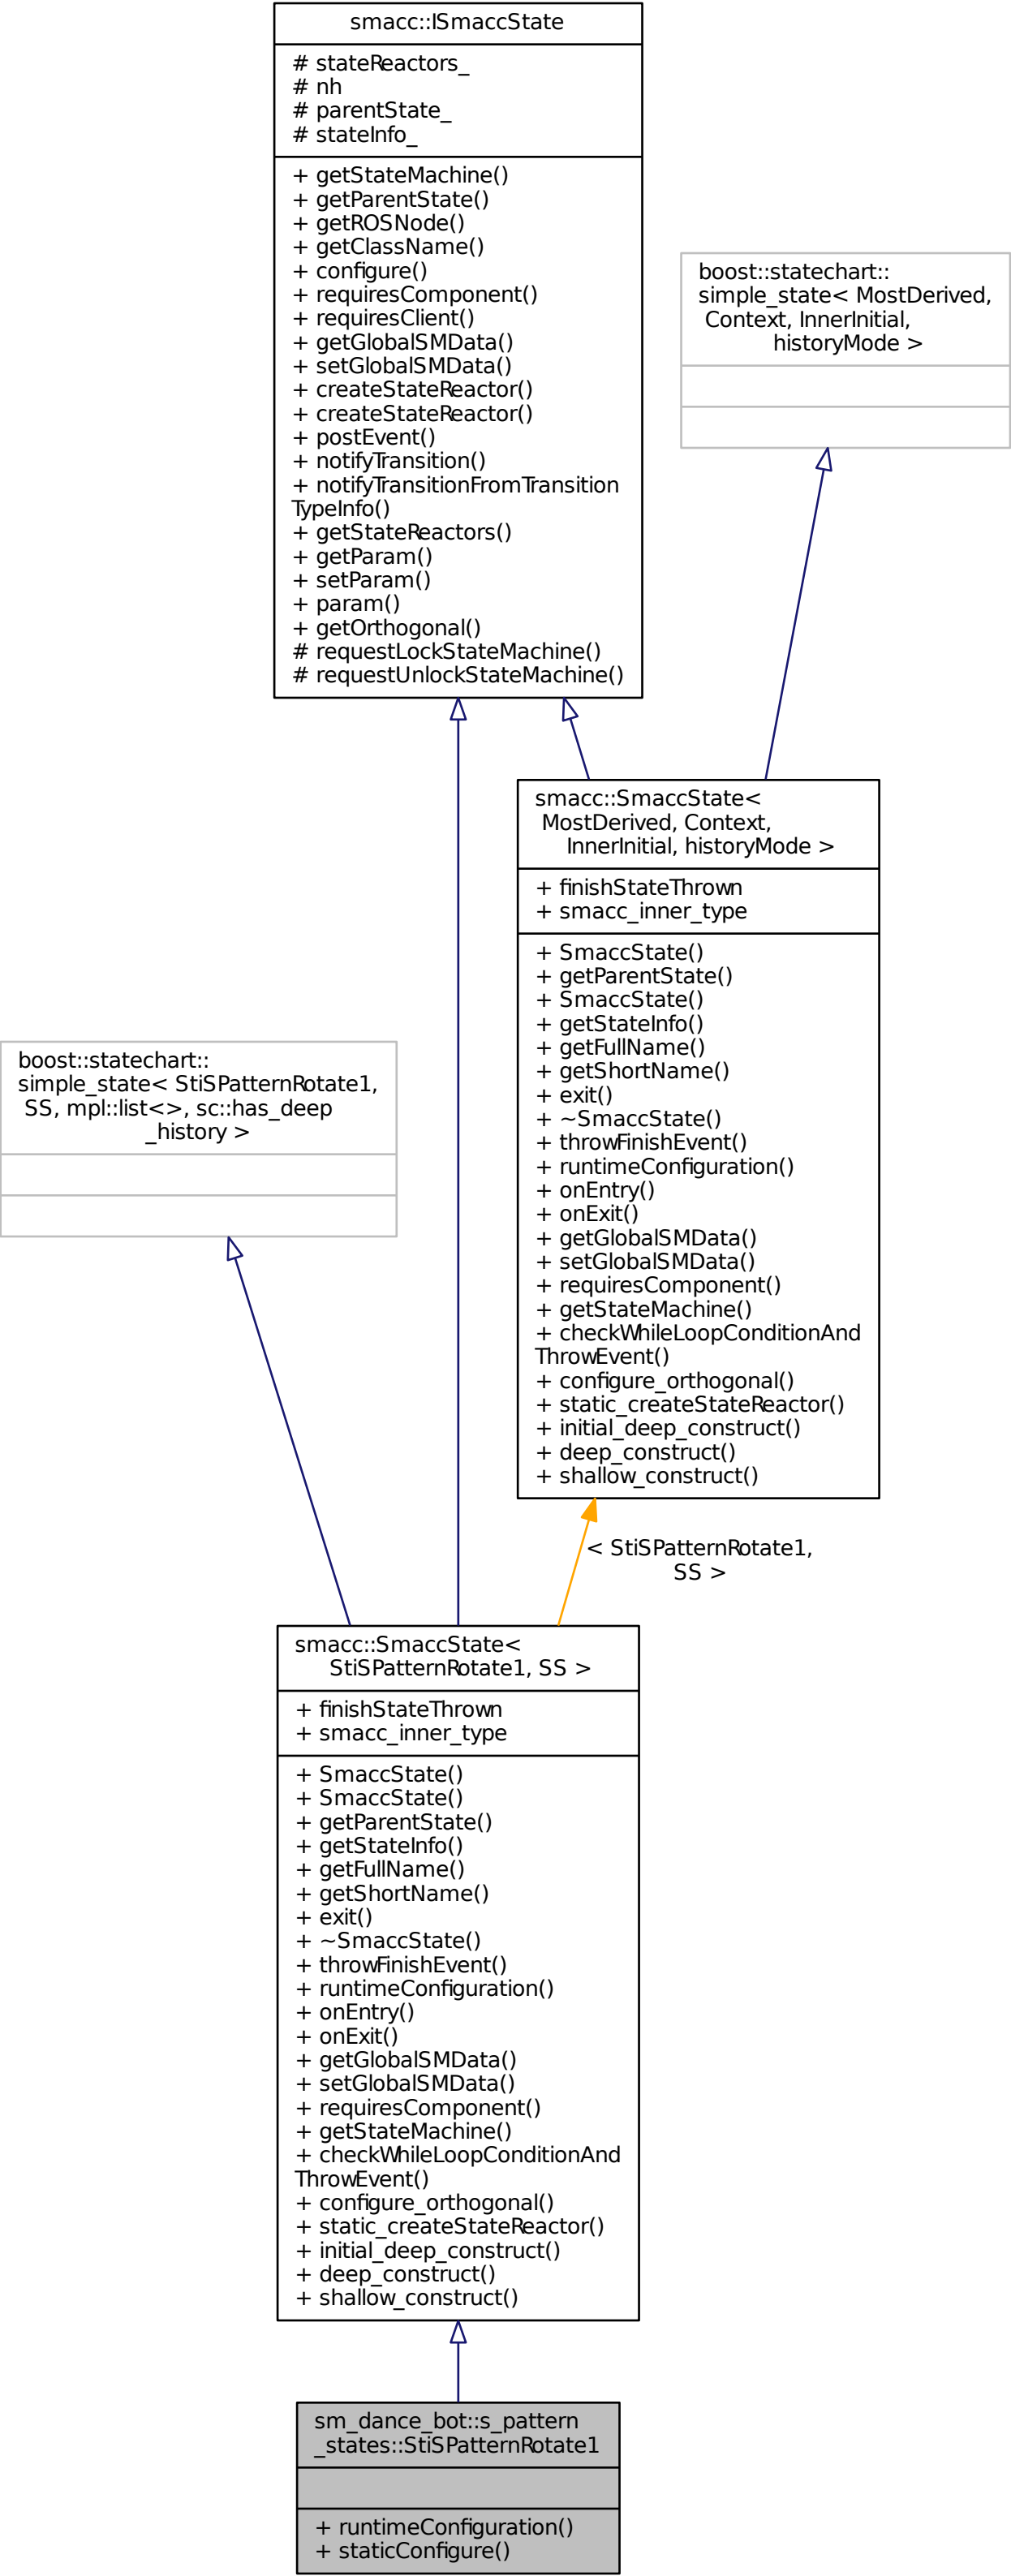 smacc::ISmaccState
# stateReactors_
# nh
# parentState_
# stateInfo_
+ getStateMachine()
+ getParentState()
+ getROSNode()
+ getClassName()
+ configure()
+ requiresComponent()
+ requiresClient()
+ getGlobalSMData()
+ setGlobalSMData()
+ createStateReactor()
+ createStateReactor()
+ postEvent()
+ notifyTransition()
+ notifyTransitionFromTransition
TypeInfo()
+ getStateReactors()
+ getParam()
+ setParam()
+ param()
+ getOrthogonal()
# requestLockStateMachine()
# requestUnlockStateMachine()
boost::statechart::
simple_state< MostDerived,
Context, InnerInitial,
historyMode >
smacc::SmaccState<
MostDerived, Context,
InnerInitial, historyMode >
+ finishStateThrown
+ smacc_inner_type
+ SmaccState()
+ getParentState()
+ SmaccState()
+ getStateInfo()
+ getFullName()
+ getShortName()
+ exit()
+ ~SmaccState()
+ throwFinishEvent()
+ runtimeConfiguration()
+ onEntry()
+ onExit()
+ getGlobalSMData()
+ setGlobalSMData()
+ requiresComponent()
+ getStateMachine()
+ checkWhileLoopConditionAnd
ThrowEvent()
+ configure_orthogonal()
+ static_createStateReactor()
+ initial_deep_construct()
+ deep_construct()
+ shallow_construct()
boost::statechart::
simple_state< StiSPatternRotate1,
SS, mpl::list<>, sc::has_deep
_history >
< StiSPatternRotate1,
SS >
smacc::SmaccState<
StiSPatternRotate1, SS >
+ finishStateThrown
+ smacc_inner_type
+ SmaccState()
+ SmaccState()
+ getParentState()
+ getStateInfo()
+ getFullName()
+ getShortName()
+ exit()
+ ~SmaccState()
+ throwFinishEvent()
+ runtimeConfiguration()
+ onEntry()
+ onExit()
+ getGlobalSMData()
+ setGlobalSMData()
+ requiresComponent()
+ getStateMachine()
+ checkWhileLoopConditionAnd
ThrowEvent()
+ configure_orthogonal()
+ static_createStateReactor()
+ initial_deep_construct()
+ deep_construct()
+ shallow_construct()
sm_dance_bot::s_pattern
_states::StiSPatternRotate1
+ runtimeConfiguration()
+ staticConfigure()